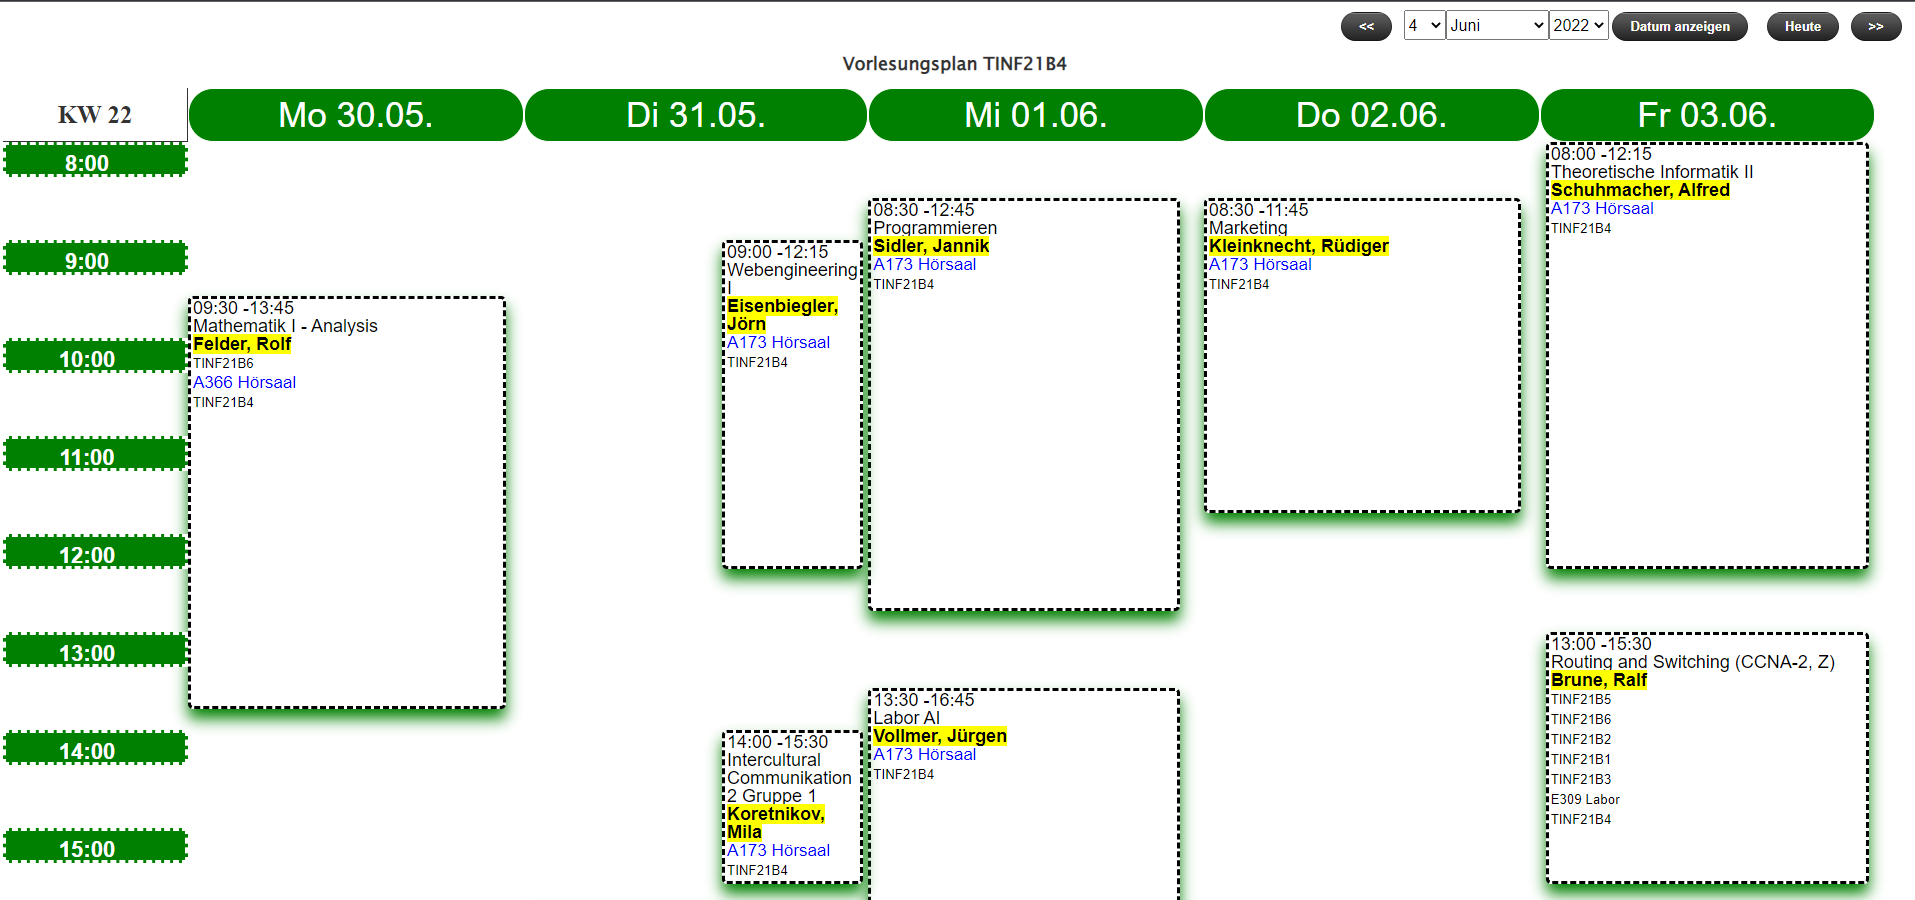 << 4 Juni 2022 Datum anzeigen Heute >>
Vorlesungsplan TINF21B4
KW 22 Mo 30.05. Di 31.05. Mi 01.06. Do 02.06. Fr 03.06.
8:00
9:00
10:00
11:00
12:00
13:00
14:00
15:00
09:30 -13:45
Mathematik I - Analysis
Felder, Rolf
TINF21B6
A366 Hörsaal
TINF21B4
09:00 -12:15
Webengineering
I
Eisenbiegler,
Jörn
A173 Hörsaal
TINF21B4
14:00 -15:30
Intercultural
Communikation
2 Gruppe 1
Koretnikov,
Mila
A173 Hörsaal
TINF21B4
08:30 -12:45
Programmieren
Sidler, Jannik
A173 Hörsaal
TINF21B4
13:30 -16:45
Labor AI
Vollmer, Jürgen
A173 Hörsaal
TINF21B4
08:30 -11:45
Marketing
Kleinknecht, Rüdiger
A173 Hörsaal
TINF21B4
08:00 -12:15
Theoretische Informatik II
Schuhmacher, Alfred
A173 Hörsaal
TINF21B4
13:00 -15:30
Routing and Switching (CCNA-2, Z)
Brune, Ralf
TINF21B5
TINF21B6
TINF21B2
TINF21B1
TINF21B3
E309 Labor
TINF21B4